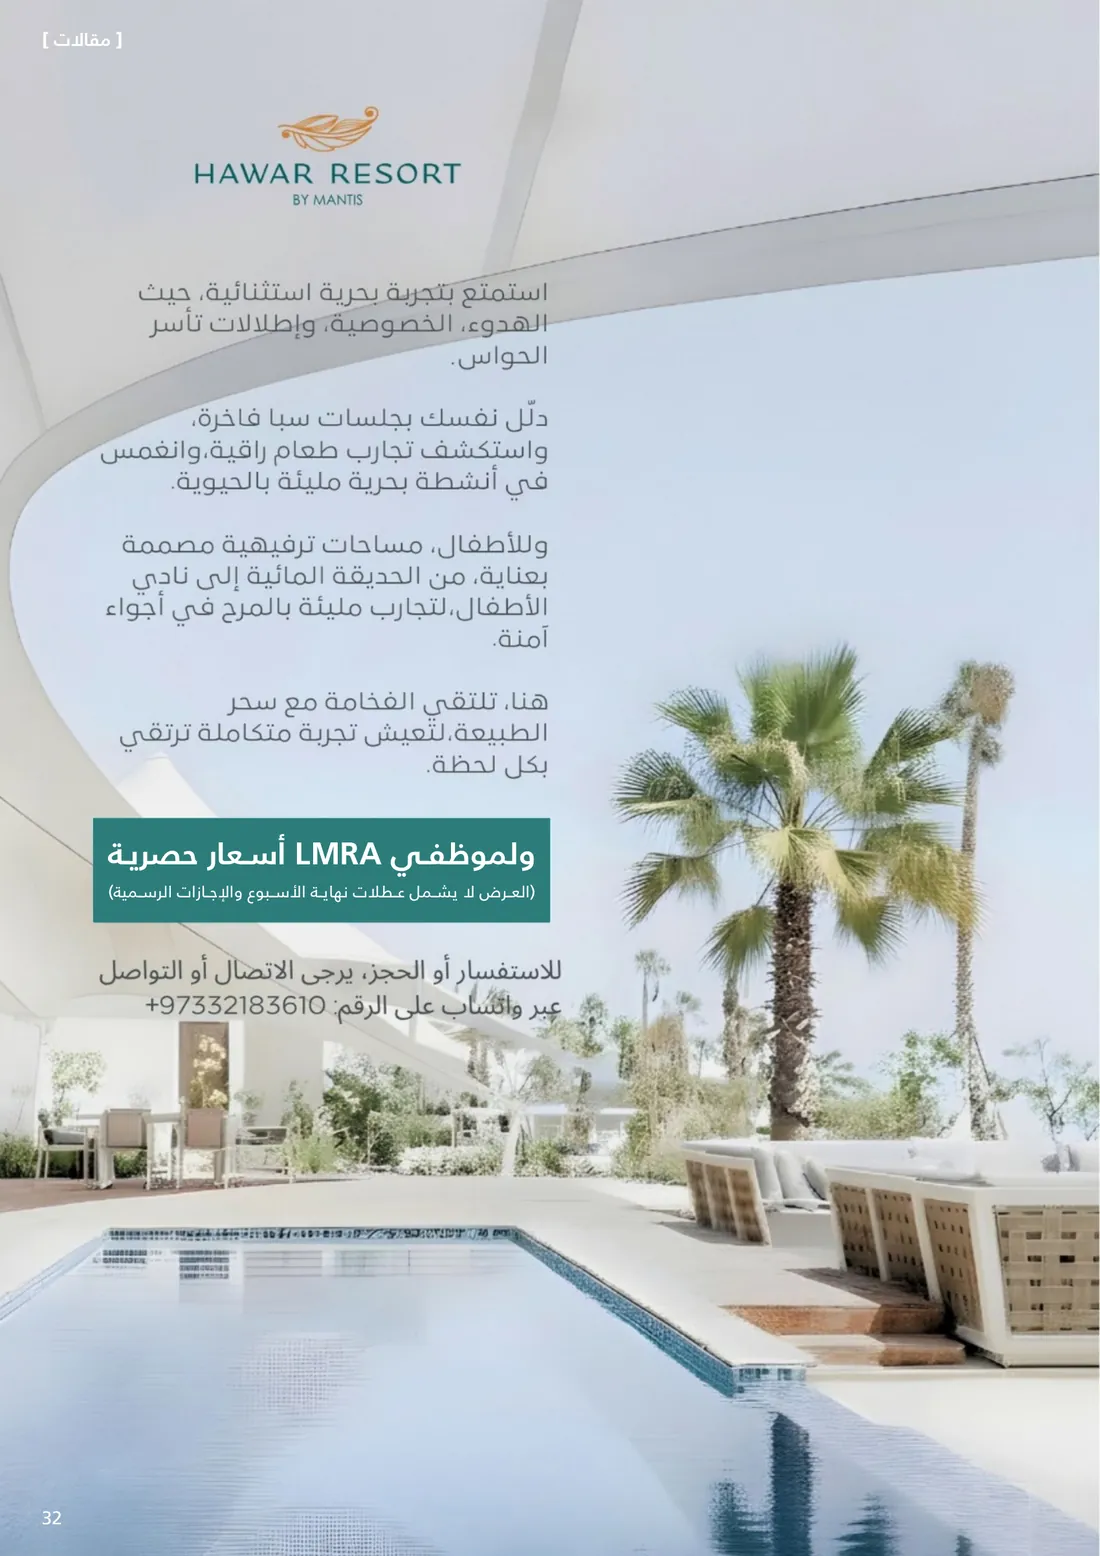 [ مقالات ]
HAWAR RESORT
BY MANTIS
استمتع بتجربة بحرية استثنائية، حيث
الهدوء، الخصوصية، وإطلالات تأسر
الحواس.
دلّل نفسك بجلسات سبا فاخرة،
واستكشف تجارب طعام راقية،وانغمس
في أنشطة بحرية مليئة بالحيوية.
وللأطفال، مساحات ترفيهية مصممة
بعناية، من الحديقة المائية إلى نادي
الأطفال،لتجارب مليئة بالمرح في أجواء
آمنة.
هنا، تلتقي الفخامة مع سحر
الطبيعة،لتعيش تجربة متكاملة ترتقي
بكل لحظة.
ولموظفي LMRA أسعار حصرية
(العرض لا يشمل عطلات نهاية الأسبوع والإجازات الرسمية)
للاستفسار أو الحجز، يرجى الاتصال أو التواصل
عبر واتساب على الرقم: 97332183610+
32